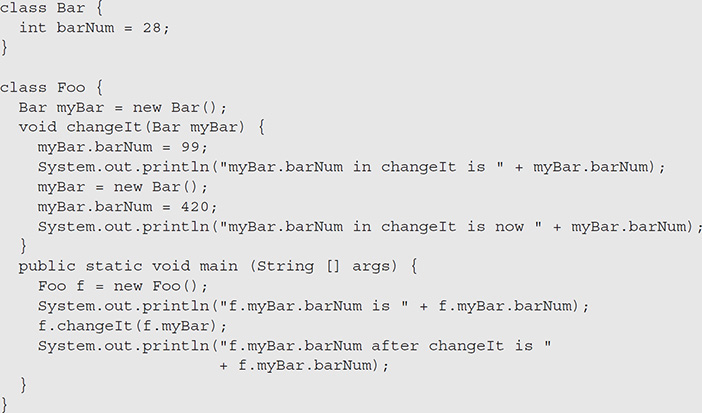 class Bar {
  int barNum = 28;
}

class Foo {
  Bar myBar = new Bar();
  void changeIt(Bar myBar) {
    myBar.barNum = 99;
    System.out.println("myBar.barNum in changeIt is " + myBar.barNum);
    myBar = new Bar();
    myBar.barNum = 420;
    System.out.println("myBar.barNum in changeIt is now " + myBar.barNum);
  }
  public static void main (String [] args) {
    Foo f = new Foo();
    System.out.println("f.myBar.barNum is " + f.myBar.barNum);
    f.changeIt(f.myBar);
    System.out.println("f.myBar.barNum after changeIt is "
                       + f.myBar.barNum);
  }
}